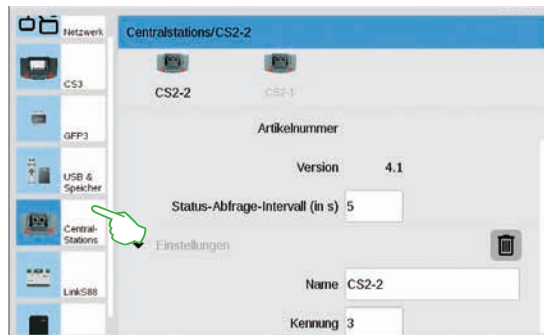 Netzwerk
CS3
GFP3
USB &
Speicher
Central-
Stations
LinkS88
Centralstations/CS2-2
CS2-2
CS2-1
Artikelnummer
Version 4.1
Status-Abfrage-Intervall (in s) 5
Einstellungen
Name CS2-2
Kennung 3